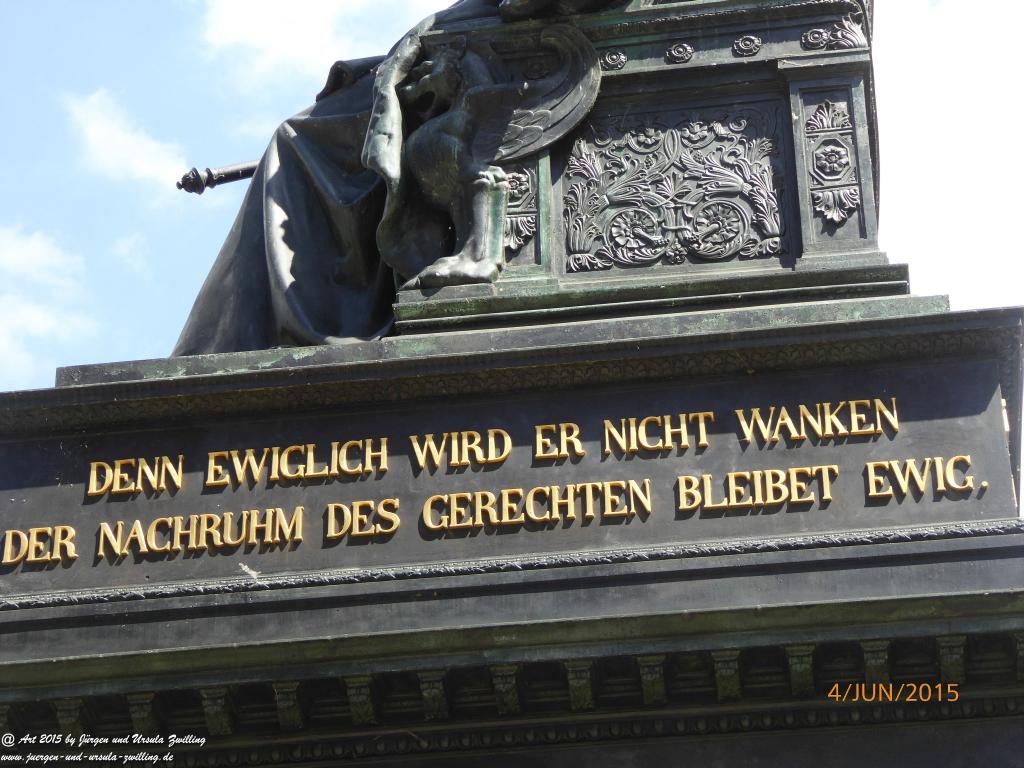 DENN EWIGLICH WIRD ER NICHT WANKEN
DER NACHRUHM DES GERECHTEN BLEIBET EWIG.
4/JUN/2015
@ Art 2015 by Jürgen und Ursula Zwilling
www.juergen-und-ursula-zwilling.de